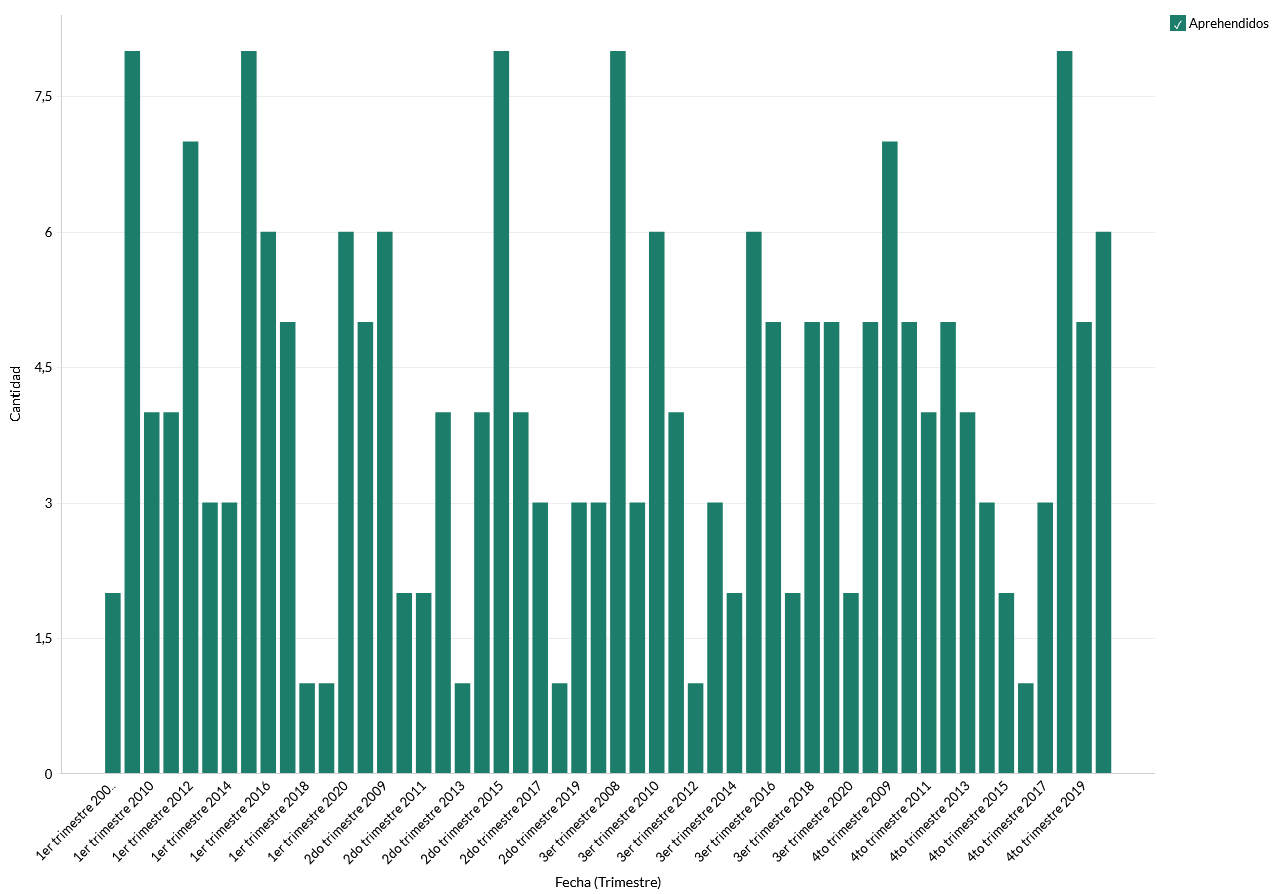 Aprehendidos
7,5
6
4,5
3
1,5
0
Cantidad
1er trimestre 200..
1er trimestre 2010
1er trimestre 2012
1er trimestre 2014
1er trimestre 2016
1er trimestre 2018
1er trimestre 2020
2do trimestre 2009
2do trimestre 2011
2do trimestre 2013
2do trimestre 2015
2do trimestre 2017
2do trimestre 2019
3er trimestre 2008
3er trimestre 2010
3er trimestre 2012
3er trimestre 2014
3er trimestre 2016
3er trimestre 2018
3er trimestre 2020
4to trimestre 2009
4to trimestre 2011
4to trimestre 2013
4to trimestre 2015
4to trimestre 2017
4to trimestre 2019
Fecha (Trimestre)